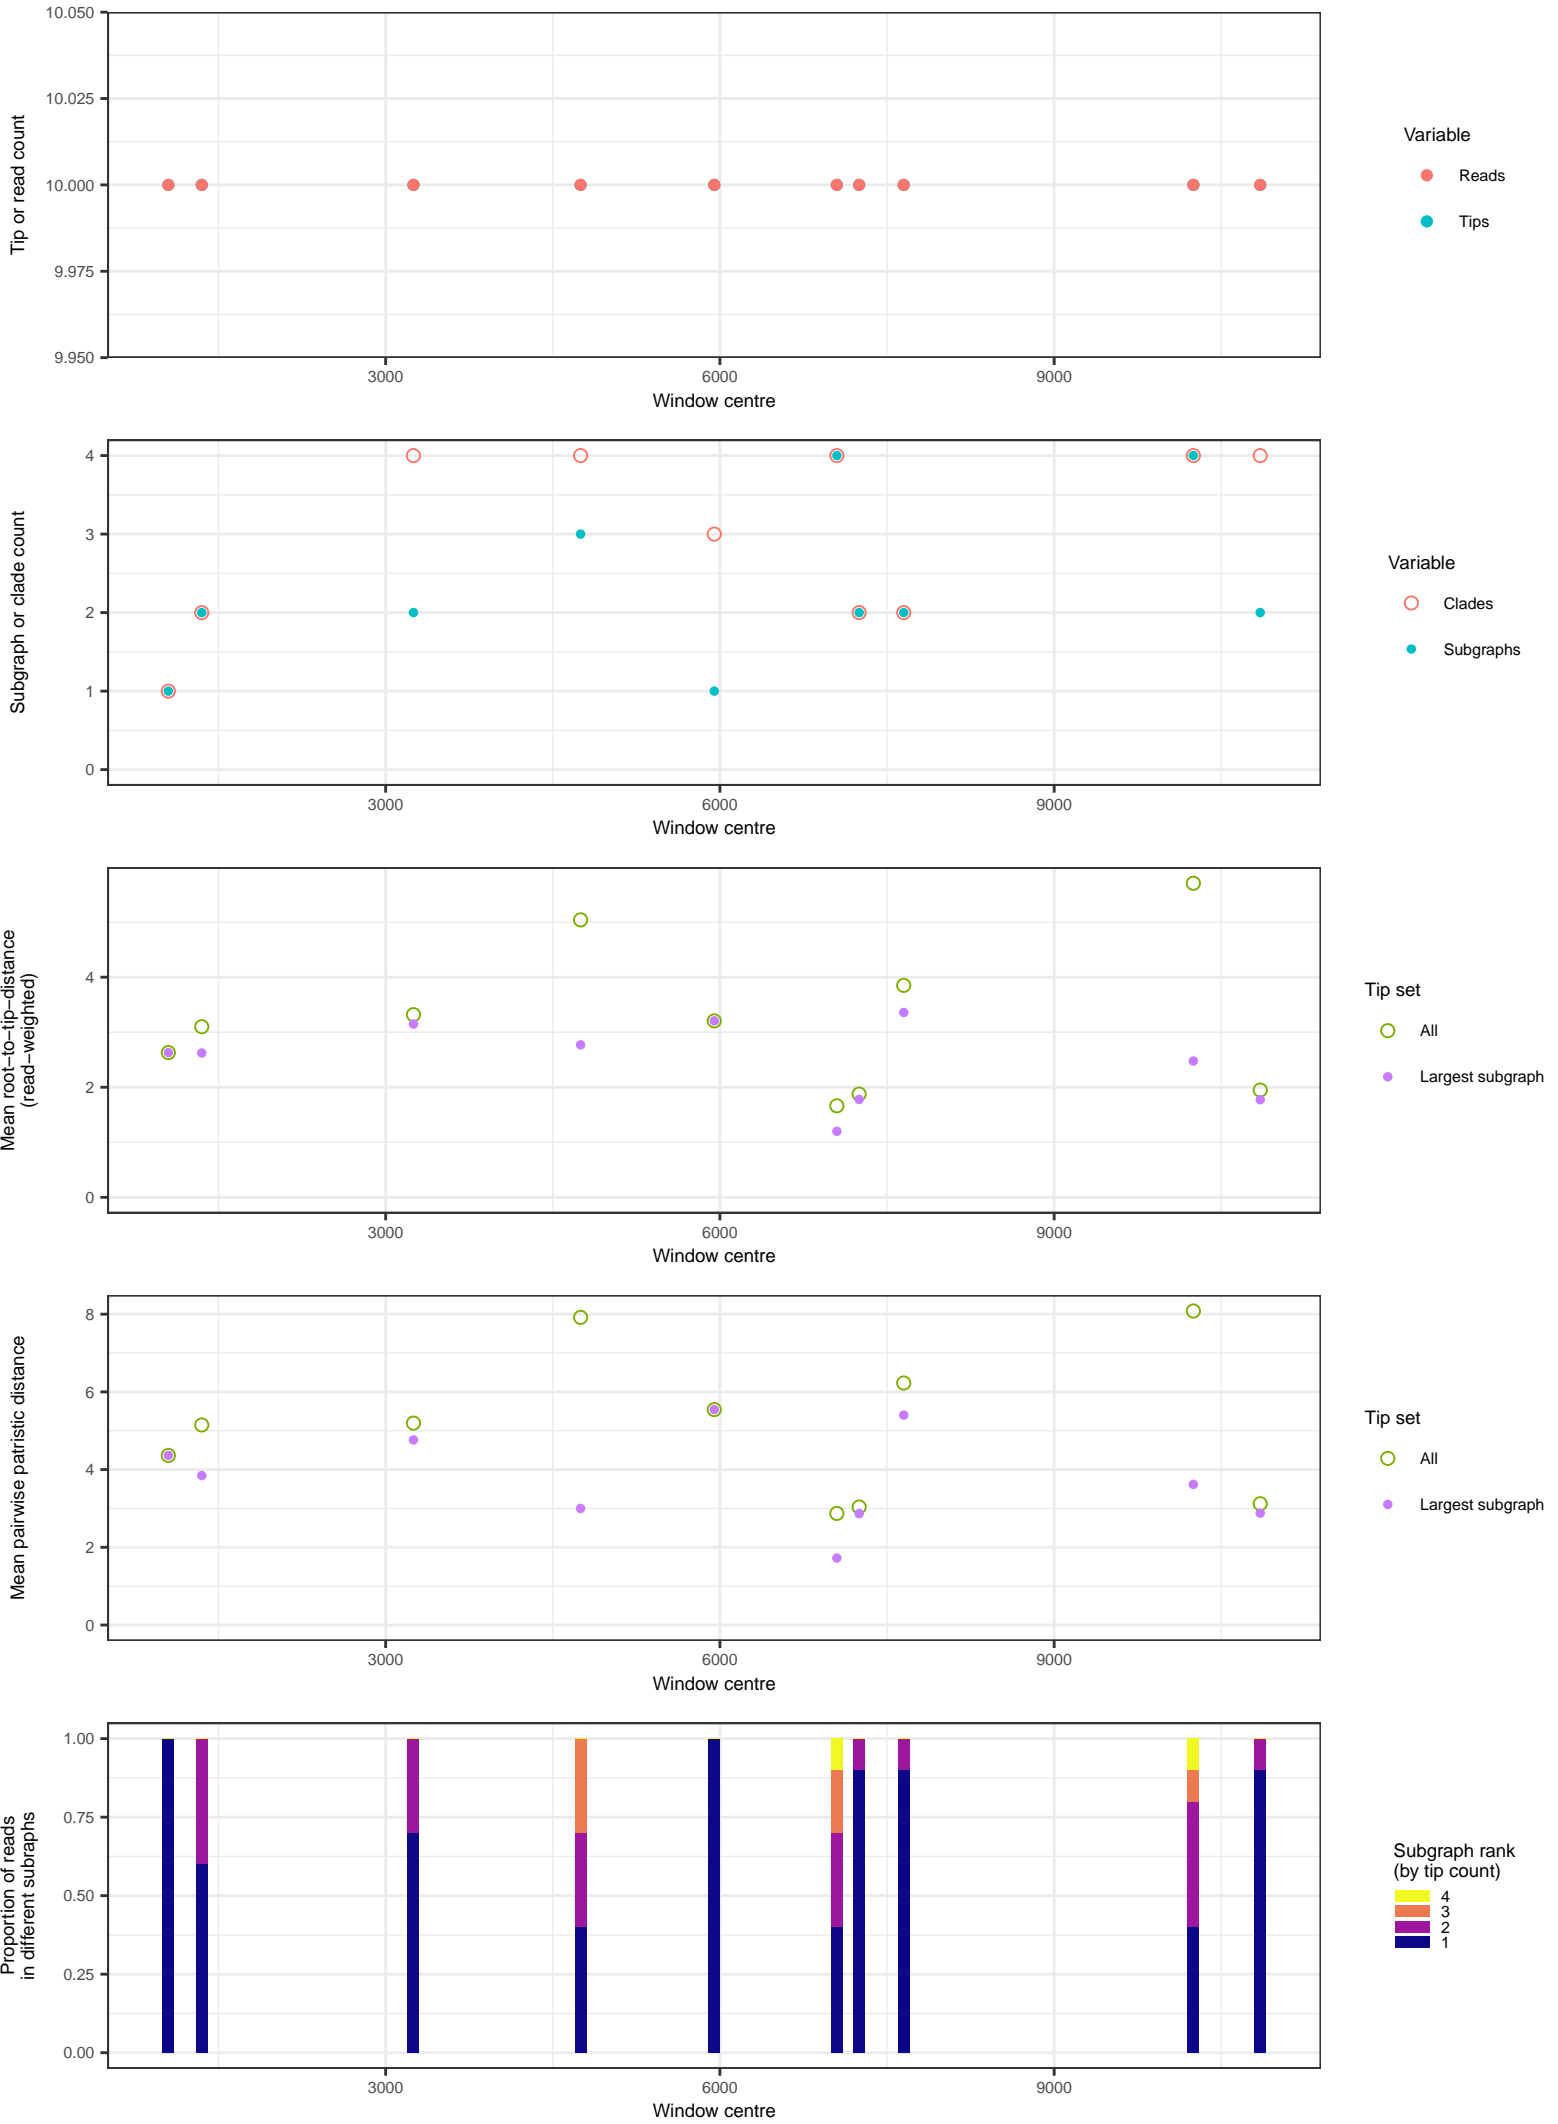 10.050
10.025
10.000
9.975
9.950
Tip or read count
3000 6000 9000
Window centre
Variable
Reads
Tips
4
3
2
1
0
Subgraph or clade count
3000 6000 9000
Window centre
Variable
Clades
Subgraphs
4
2
0
Mean root−to−tip−distance
(read−weighted)
3000 6000 9000
Window centre
Tip set
All
Largest subgraph
8
6
4
2
0
Mean pairwise patristic distance
3000 6000 9000
Window centre
Tip set
All
Largest subgraph
1.00
0.75
0.50
0.25
0.00
Proportion of reads
in different subraphs
3000 6000 9000
Window centre
Subgraph rank
(by tip count)
4
3
2
1